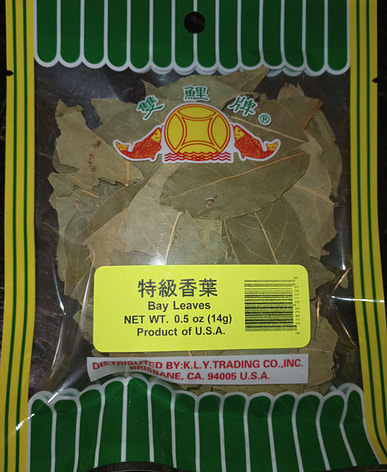 雙鯉牌®
特級香葉
Bay Leaves
NET WT. 0.5 oz (14g)
Product of U.S.A.
DISTRIBUTED BY:K.L.Y.TRADING CO.,INC.
BRISBANE, CA. 94005 U.S.A.